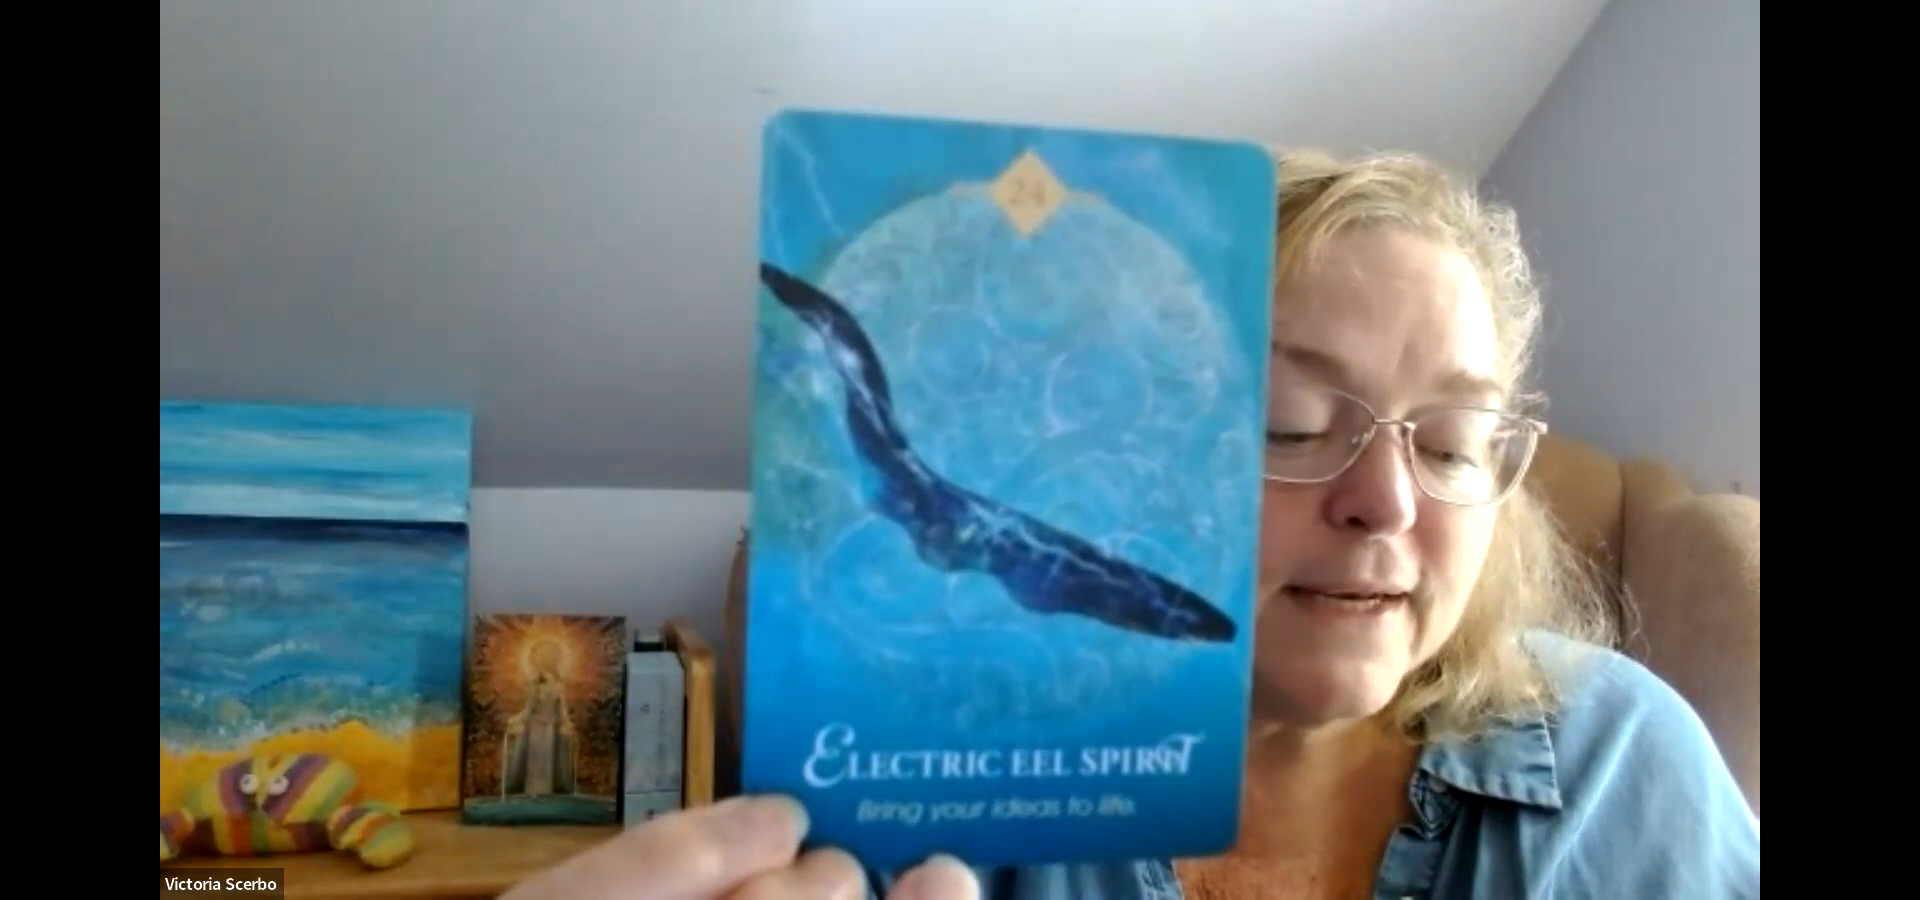 24
ELECTRIC EEL SPIRIT
Bring your ideas to life.
Victoria Scerbo